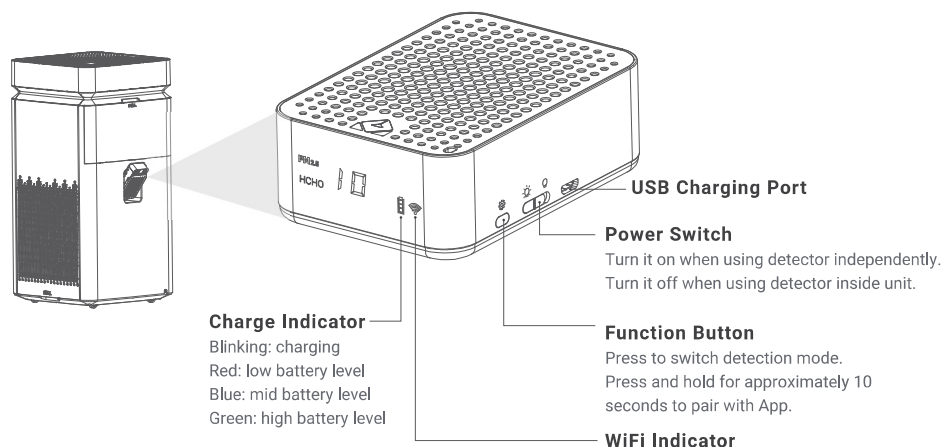 PM2.5
HCHO
10
USB Charging Port
Power Switch
Turn it on when using detector independently.
Turn it off when using detector inside unit.
Charge Indicator
Blinking: charging
Red: low battery level
Blue: mid battery level
Green: high battery level
Function Button
Press to switch detection mode.
Press and hold for approximately 10
seconds to pair with App.
WiFi Indicator